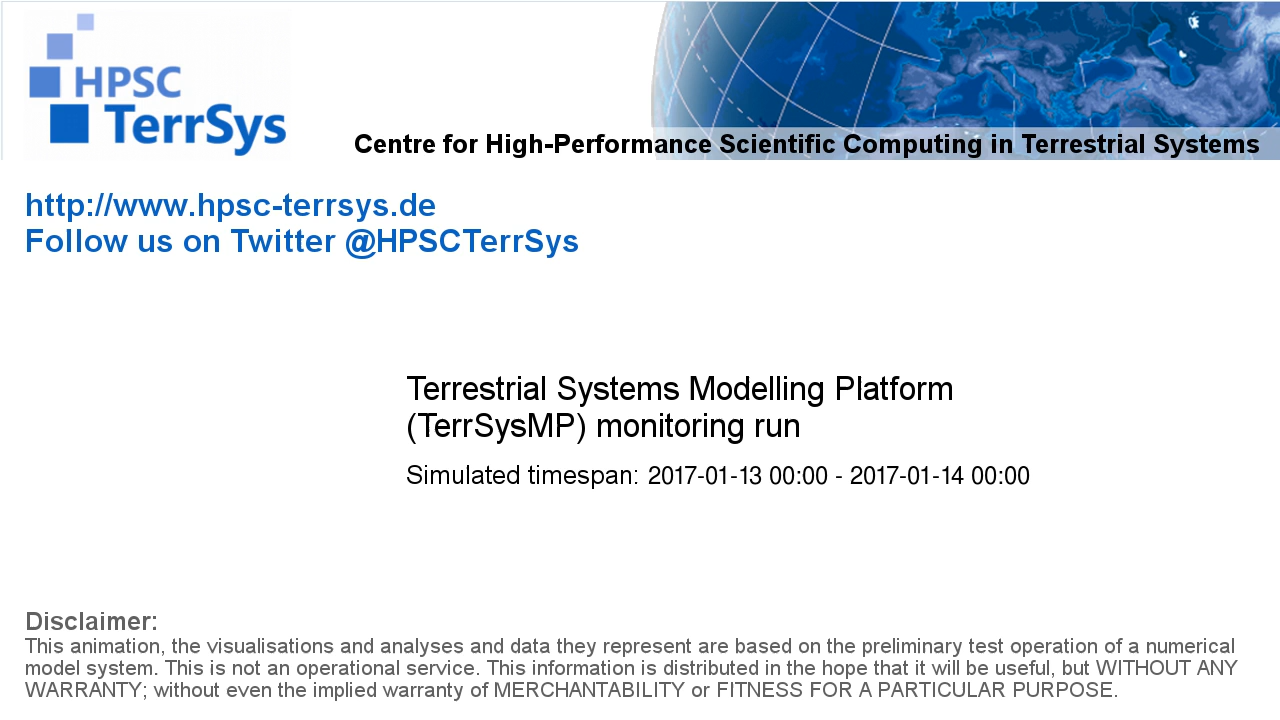 HPSC
TerrSys
Centre for High-Performance Scientific Computing in Terrestrial Systems
http://www.hpsc-terrsys.de
Follow us on Twitter @HPSCTerrSys
Terrestrial Systems Modelling Platform
(TerrSysMP) monitoring run
Simulated timespan: 2017-01-13 00:00 - 2017-01-14 00:00
Disclaimer:
This animation, the visualisations and analyses and data they represent are based on the preliminary test operation of a numerical
model system. This is not an operational service. This information is distributed in the hope that it will be useful, but WITHOUT ANY
WARRANTY; without even the implied warranty of MERCHANTABILITY or FITNESS FOR A PARTICULAR PURPOSE.